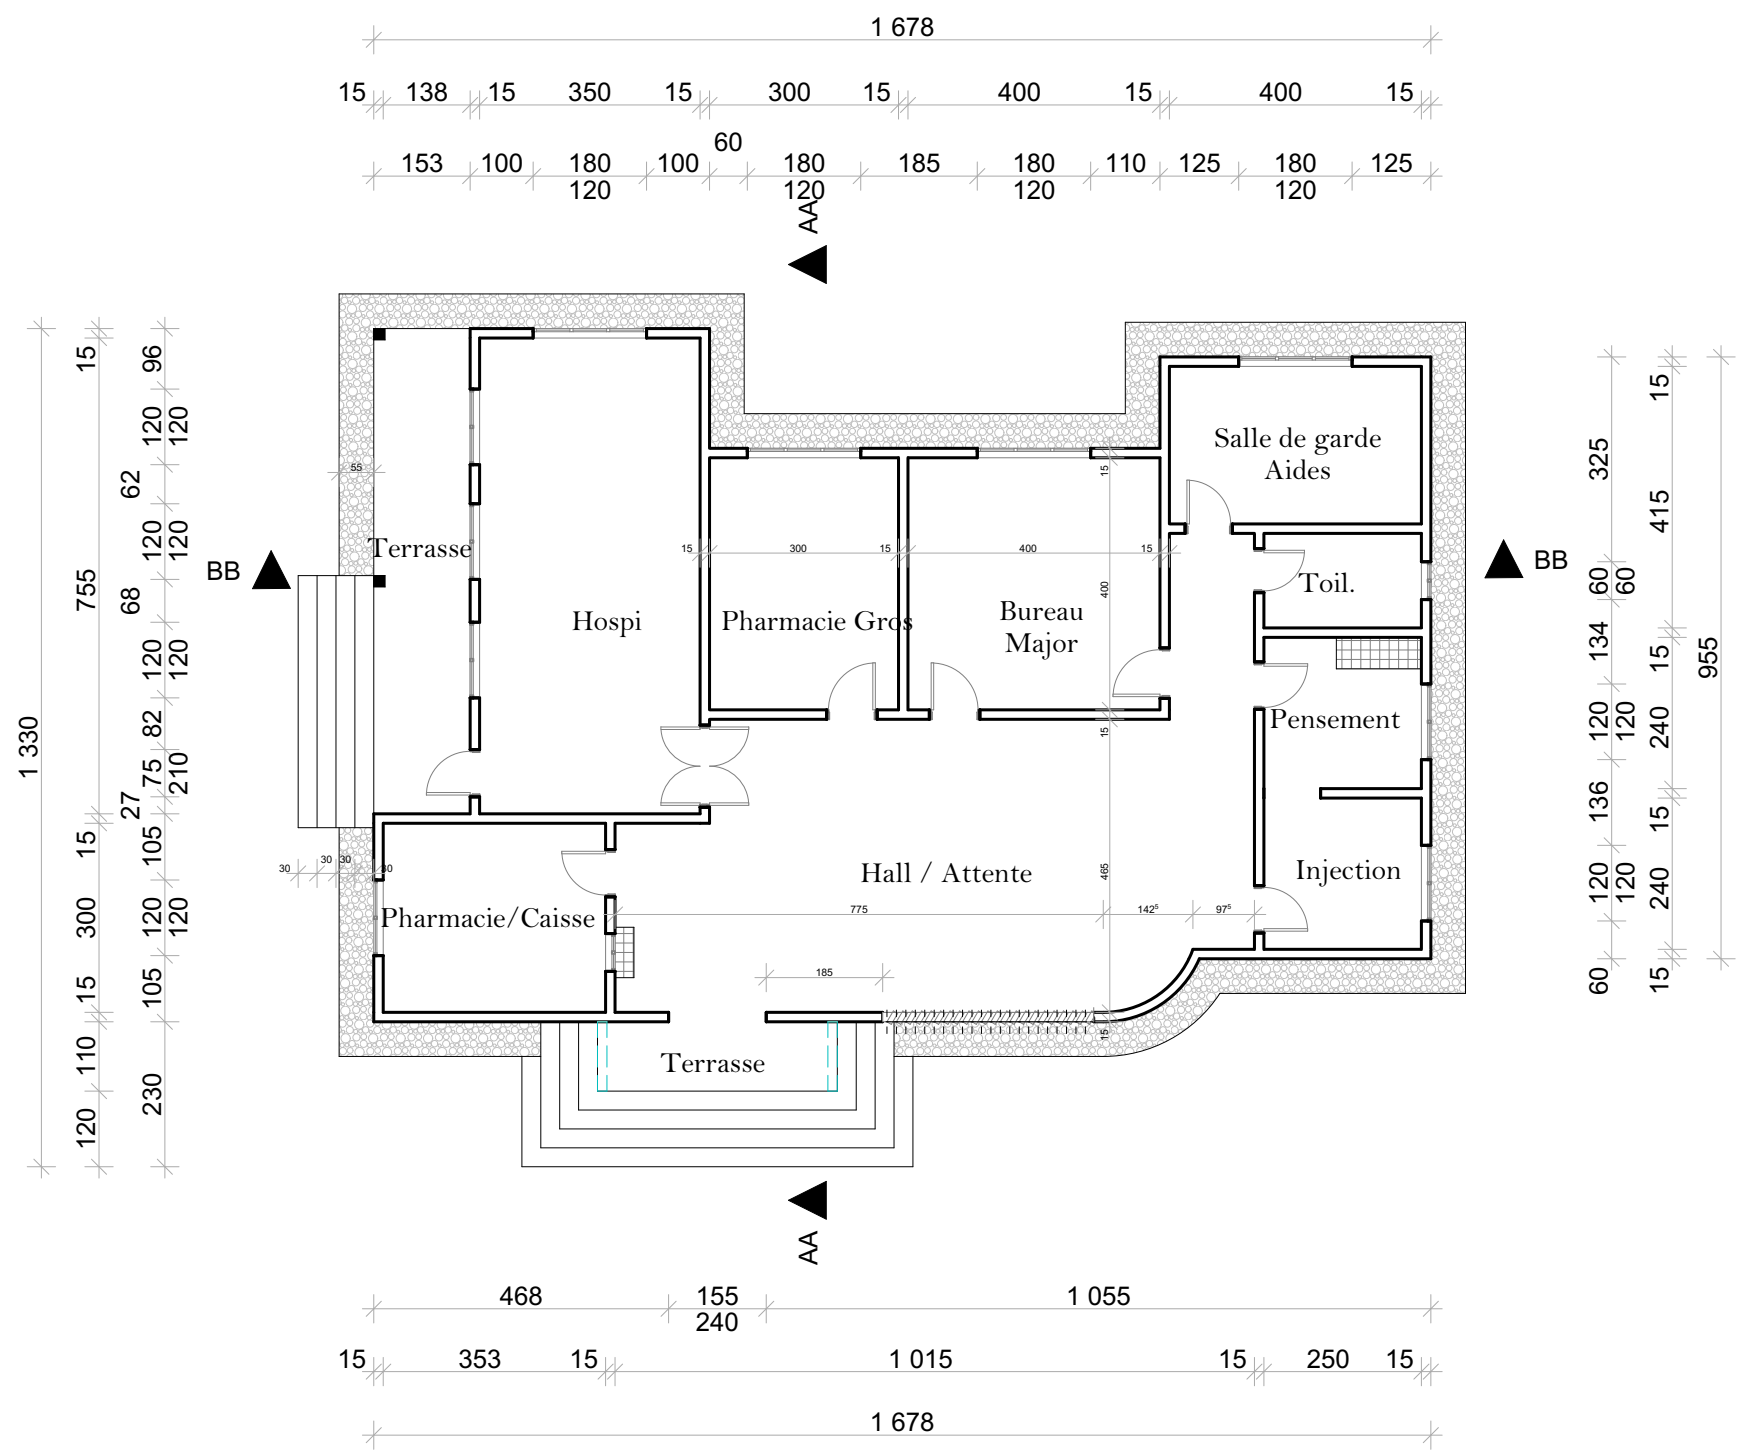 1 678
15 138 15 350 15 300 15 400 15 400 15
60
153 100 180 100 180 185 180 110 125 180 125
120 120 120 120
AA
15
96
120
120
55
62
325
15
Salle de garde
Aides
15
415
120
120
Terrasse
15 300 15 400 15
BB
BB
60
60
Toil.
755
68
400
Hospi
Pharmacie Gros
Bureau
Major
134
15
955
120
120
1 330
82
15
Pensement
120
120
240
75
210
27
136
15
15
105
30 30 30 30
Hall / Attente
465
Injection
120
120
240
300
120
120
Pharmacie/Caisse
775
142⁵
97⁵
185
15
105
60
15
15
110
Terrasse
230
120
AA
468 155 1 055
240
15 353 15 1 015 15 250 15
1 678